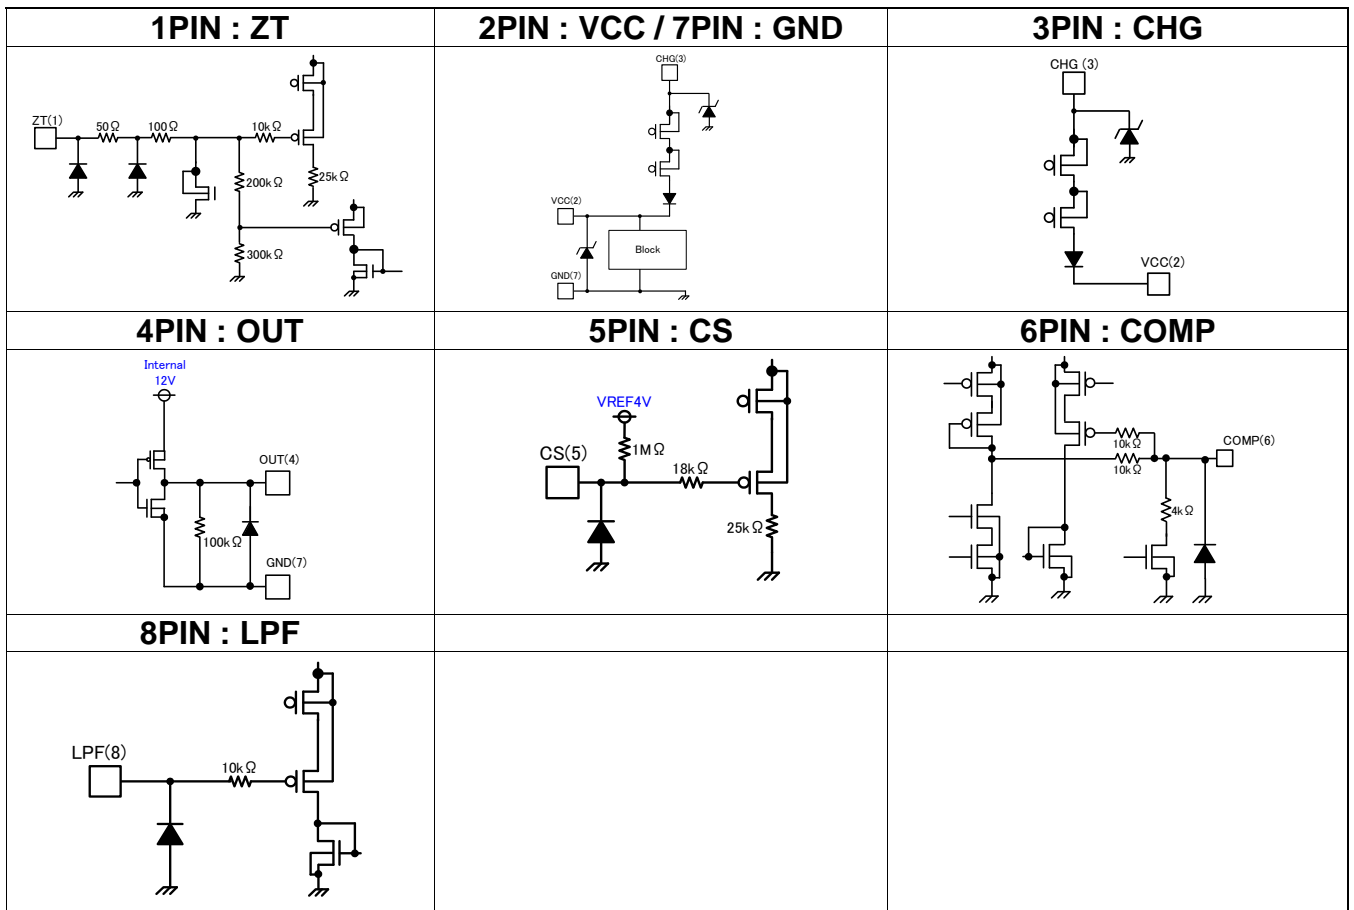 1PIN : ZT
2PIN : VCC / 7PIN : GND
3PIN : CHG
ZT(1)
50Ω
100Ω
10kΩ
25kΩ
200kΩ
300kΩ
CHG(3)
VCC(2)
Block
GND(7)
CHG (3)
VCC(2)
4PIN : OUT
5PIN : CS
6PIN : COMP
Internal
12V
OUT(4)
100kΩ
GND(7)
VREF4V
1MΩ
CS(5)
18kΩ
25kΩ
10kΩ
COMP(6)
10kΩ
4kΩ
8PIN : LPF
LPF(8)
10kΩ